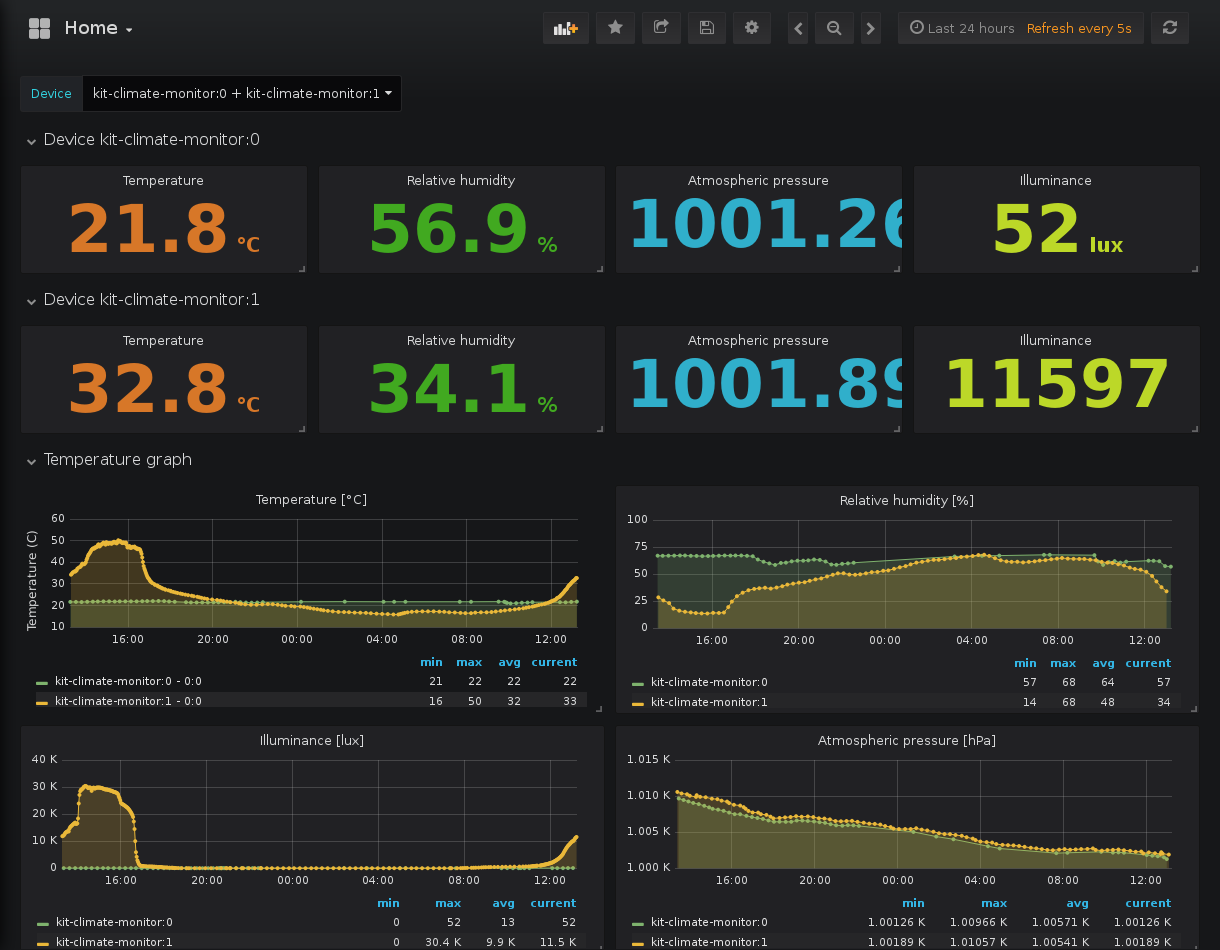 Home
Last 24 hours Refresh every 5s
Device kit-climate-monitor:0 + kit-climate-monitor:1
Device kit-climate-monitor:0
Temperature Relative humidity Atmospheric pressure Illuminance
21.8 °C 56.9 % 1001.26 52 lux
Device kit-climate-monitor:1
Temperature Relative humidity Atmospheric pressure Illuminance
32.8 °C 34.1 % 1001.89 11597
Temperature graph
Temperature [°C]
Temperature (C)
60
50
40
30
20
10
16:00 20:00 00:00 04:00 08:00 12:00
min max avg current
kit-climate-monitor:0 - 0:0 21 22 22 22
kit-climate-monitor:1 - 0:0 16 50 32 33
Relative humidity [%]
100
75
50
25
0
16:00 20:00 00:00 04:00 08:00 12:00
min max avg current
kit-climate-monitor:0 57 68 64 57
kit-climate-monitor:1 14 68 48 34
Illuminance [lux]
40 K
30 K
20 K
10 K
0
16:00 20:00 00:00 04:00 08:00 12:00
min max avg current
kit-climate-monitor:0 0 52 13 52
kit-climate-monitor:1 0 30.4 K 9.9 K 11.5 K
Atmospheric pressure [hPa]
1.015 K
1.010 K
1.005 K
1.000 K
16:00 20:00 00:00 04:00 08:00 12:00
min max avg current
kit-climate-monitor:0 1.00126 K 1.00966 K 1.00571 K 1.00126 K
kit-climate-monitor:1 1.00189 K 1.01057 K 1.00541 K 1.00189 K